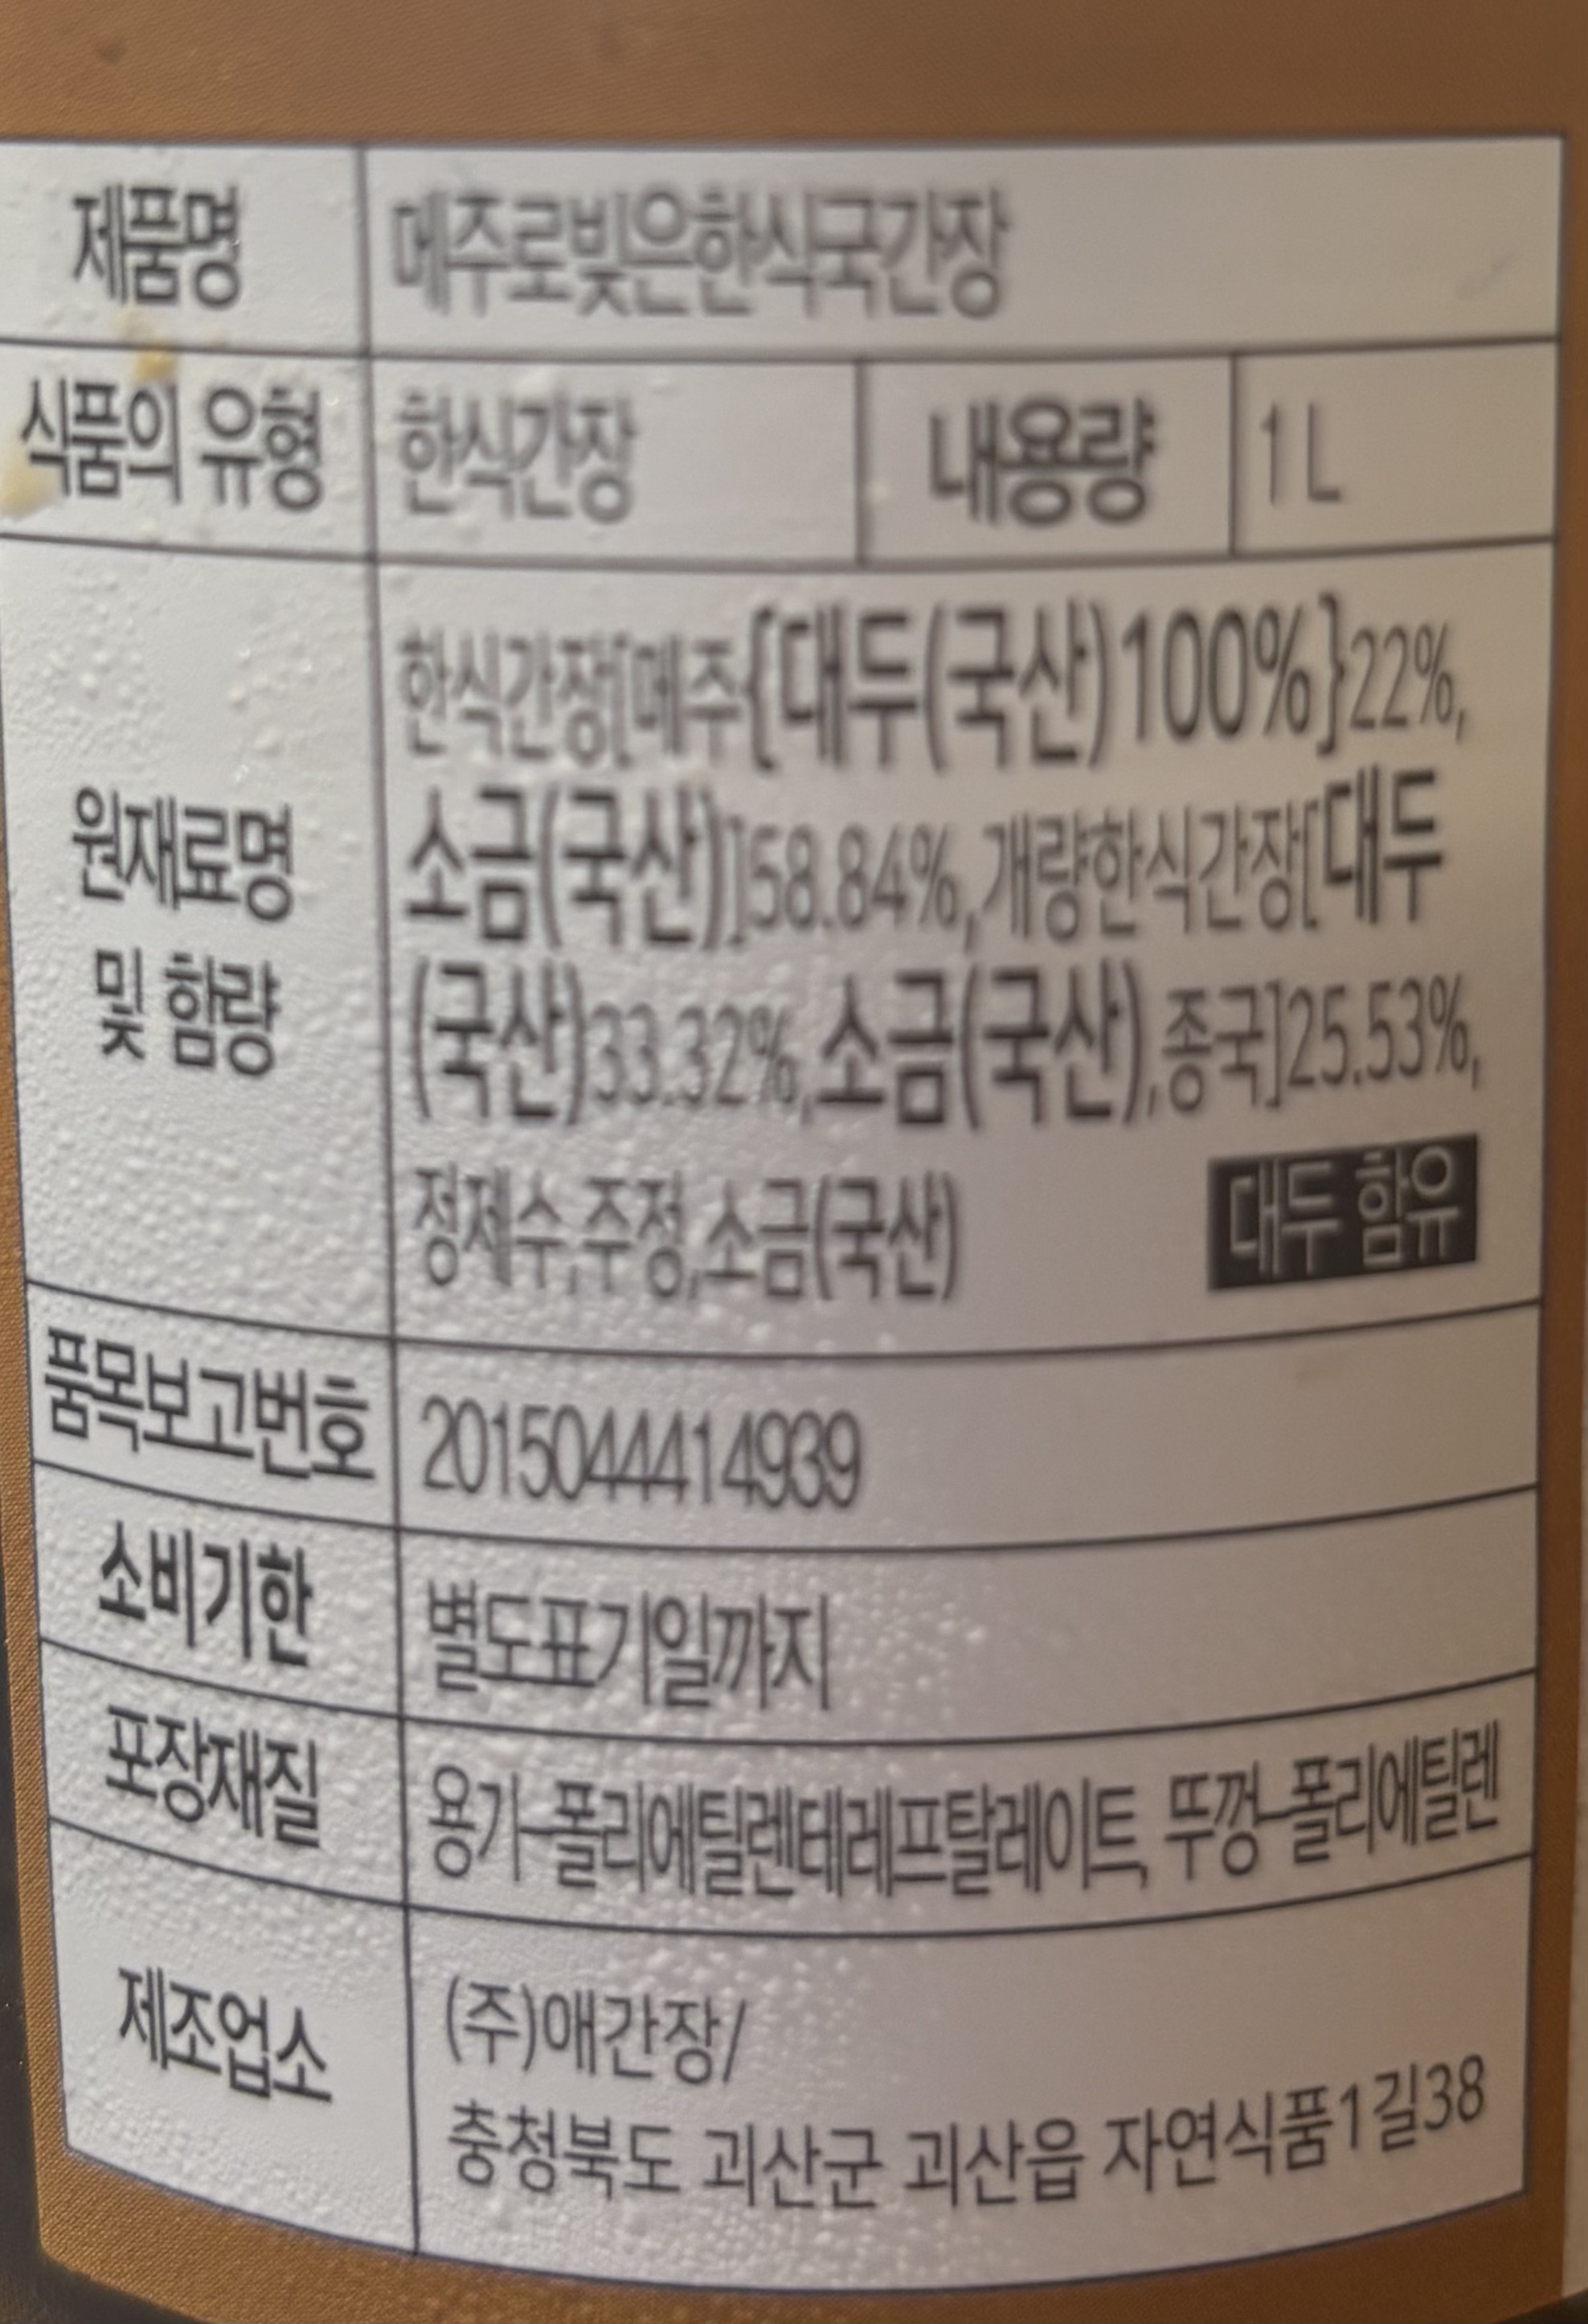 제품명 메주로빚은한식국간장
식품의 유형 한식간장 내용량 1L
원재료명 및 함량
한식간장[메주{대두(국산)100%}22%,
소금(국산)]58.84%,개량한식간장[대두
(국산)33.32%,소금(국산),종국]25.53%,
정제수,주정,소금(국산) 대두 함유
품목보고번호 2015044414939
소비기한 별도표기일까지
포장재질 용기-폴리에틸렌테레프탈레이트, 뚜껑-폴리에틸렌
제조업소 (주)애간장/
충청북도 괴산군 괴산읍 자연식품1길38